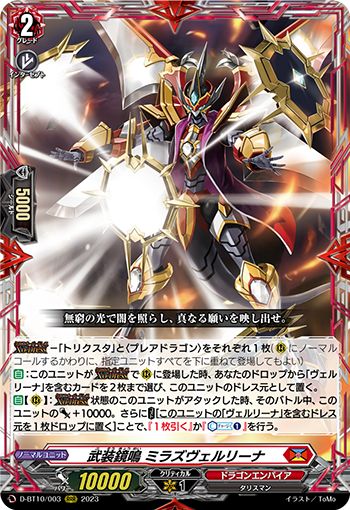 2
グレード
インターセプト
5000
シールド
無窮の光で闇を照らし、真なる願いを映し出せ。
-「トリクスタ」と〈プレアドラゴン〉をそれぞれ1枚(Ⓡにノーマル
コールするかわりに、指定ユニットすべてを下に重ねて登場してもよい)
自:このユニットがⓇに登場した時、あなたのドロップから「ヴェルリーナ」
を含むカードを2枚まで選び、このユニットのドレス元として置く。
自【Ⓡ】: 状態のこのユニットがアタックした時、そのバトル中、この
ユニットの+10000。さらに[このユニットの「ヴェルリーナ」を含むドレス
元を1枚ドロップに置く]ことで、『1枚引く』か『1』を行う。
ノーマルユニット
武装鏡鳴 ミラズヴェルリーナ
パワー
10000
クリティカル
1
ドラゴンエンパイア
タリスマン
D-BT10/003 RRR 2023
イラスト/ToMo